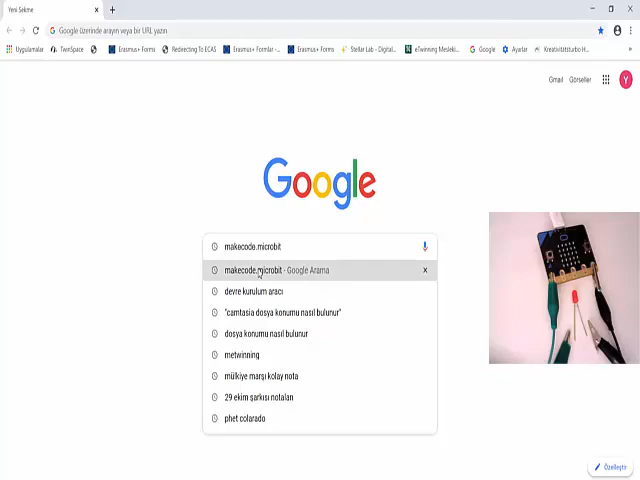 Yeni Sekme
Google üzerinde arayın veya bir URL yazın
Uygulamalar TwinSpace Erasmus+ Forms Redirecting To ECAS Erasmus+ Formlar -... Erasmus+ Forms Stellar Lab - Digital... eTwinning Mesleki... Google Ayarlar Kreativitätsturbo H...
Gmail Görseller
Y
Google
makecode.microbit
makecode.microbit - Google Arama
devre kurulum aracı
"camtasia dosya konumu nasıl bulunur"
dosya konumu nasıl bulunur
metwinning
mülkiye marşı kolay nota
29 ekim şarkısı notaları
phet colarado
Özelleştir